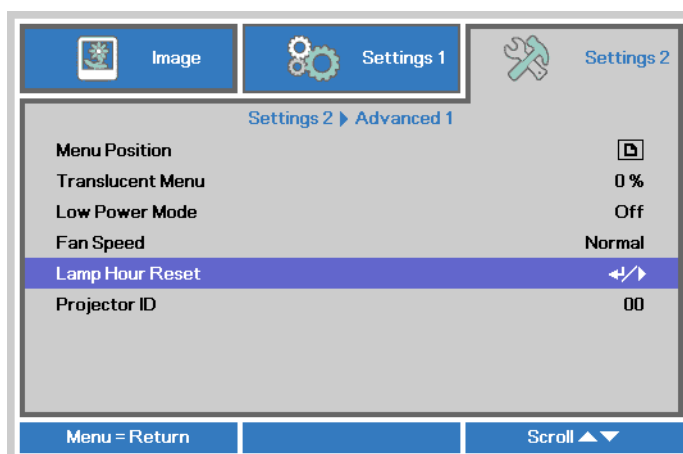 Image
Settings 1
Settings 2
Settings 2 Advanced 1
Menu Position
Translucent Menu 0 %
Low Power Mode Off
Fan Speed Normal
Lamp Hour Reset
Projector ID 00
Menu = Return Scroll